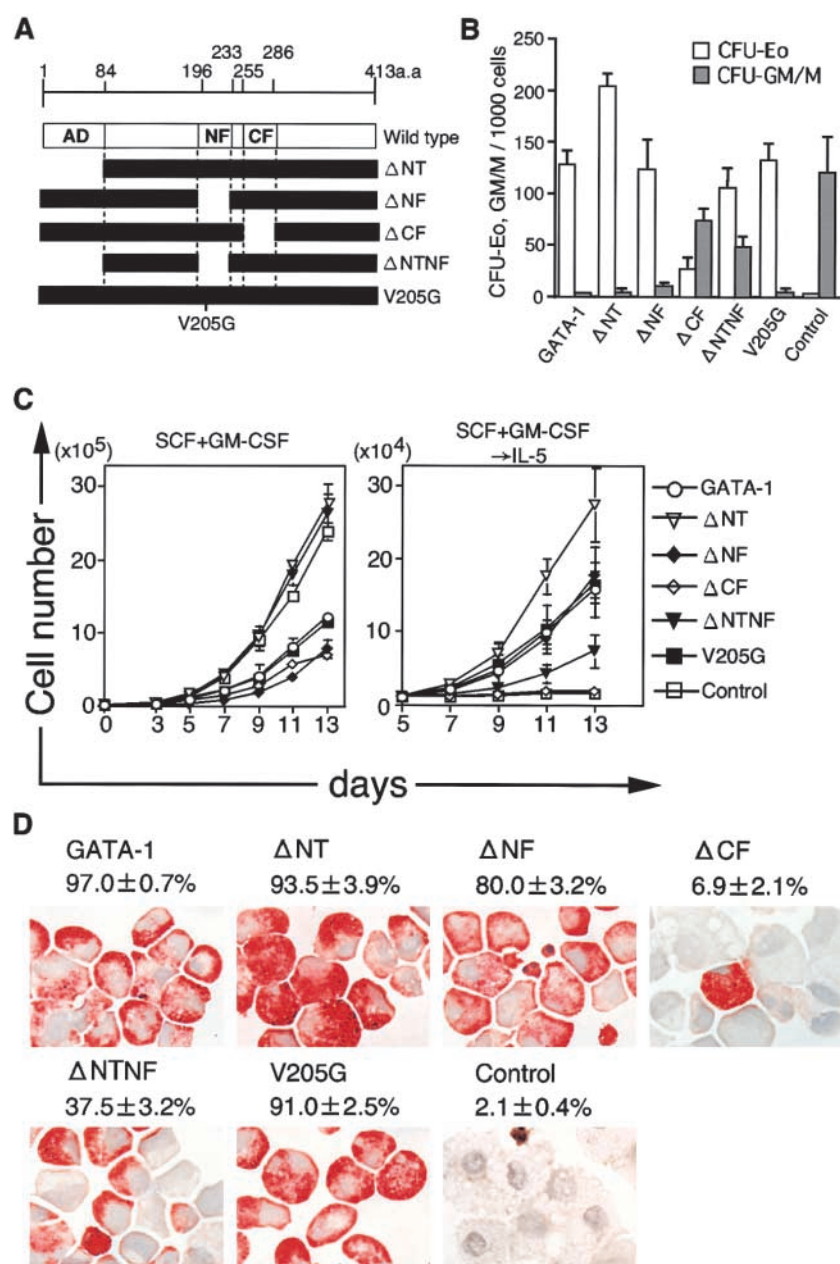 A
233 286
1 84 196 255 413a.a
AD NF CF Wild type
ΔNT
ΔNF
ΔCF
ΔNTNF
V205G
V205G
B
CFU-Eo, GM/M / 1000 cells
250
200
150
100
50
0
CFU-Eo
CFU-GM/M
GATA-1 ΔNT ΔNF ΔCF ΔNTNF V205G Control
C
Cell number
(x10⁵) SCF+GM-CSF
30
20
10
0
0 3 5 7 9 11 13
(x10⁴) SCF+GM-CSF
→IL-5
30
20
10
0
5 7 9 11 13
days
GATA-1
ΔNT
ΔNF
ΔCF
ΔNTNF
V205G
Control
D
GATA-1 ΔNT ΔNF ΔCF
97.0±0.7% 93.5±3.9% 80.0±3.2% 6.9±2.1%
ΔNTNF V205G Control
37.5±3.2% 91.0±2.5% 2.1±0.4%